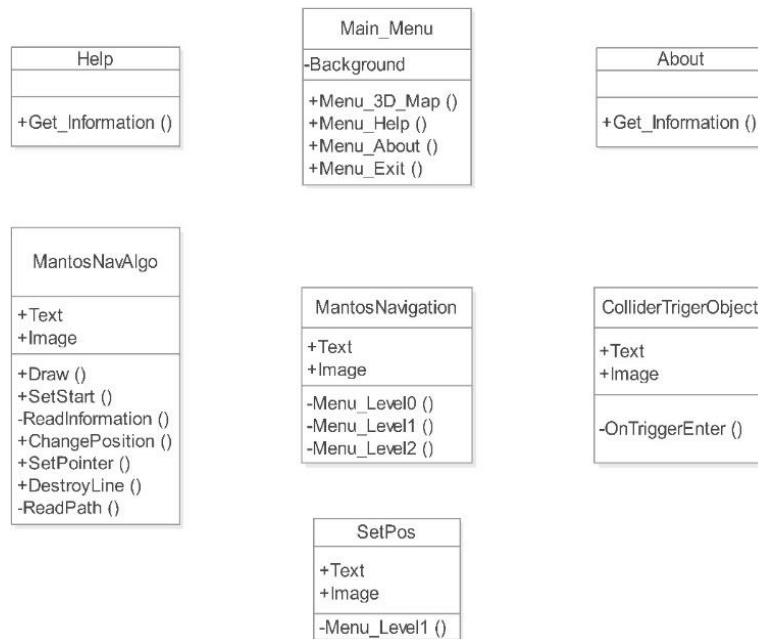 Help
+Get_Information ()
Main_Menu
-Background
+Menu_3D_Map ()
+Menu_Help ()
+Menu_About ()
+Menu_Exit ()
About
+Get_Information ()
MantosNavAlgo
+Text
+Image
+Draw ()
+SetStart ()
-ReadInformation ()
+ChangePosition ()
+SetPointer ()
+DestroyLine ()
-ReadPath ()
MantosNavigation
+Text
+Image
-Menu_Level0 ()
-Menu_Level1 ()
-Menu_Level2 ()
ColliderTrigerObject
+Text
+Image
-OnTriggerEnter ()
SetPos
+Text
+Image
-Menu_Level1 ()